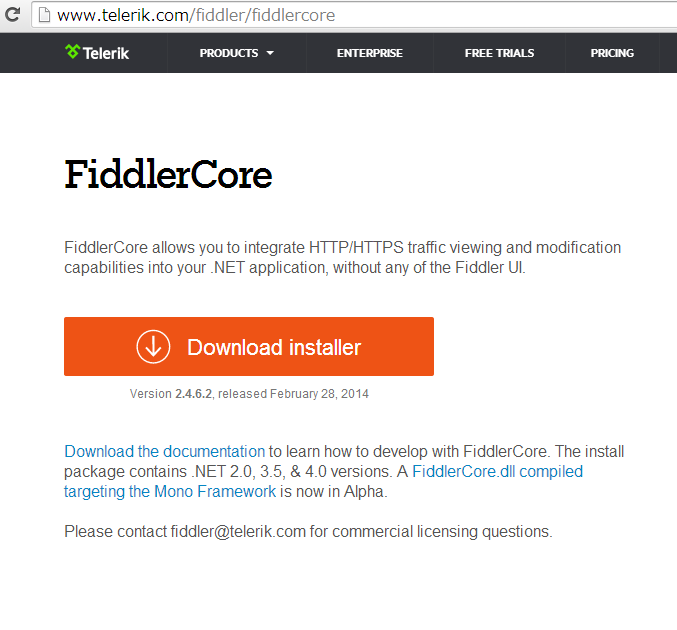 www.telerik.com/fiddler/fiddlercore
Telerik PRODUCTS ENTERPRISE FREE TRIALS PRICING
FiddlerCore
FiddlerCore allows you to integrate HTTP/HTTPS traffic viewing and modification
capabilities into your .NET application, without any of the Fiddler UI.
Download installer
Version 2.4.6.2, released February 28, 2014
Download the documentation to learn how to develop with FiddlerCore. The install
package contains .NET 2.0, 3.5, & 4.0 versions. A FiddlerCore.dll compiled
targeting the Mono Framework is now in Alpha.
Please contact fiddler@telerik.com for commercial licensing questions.